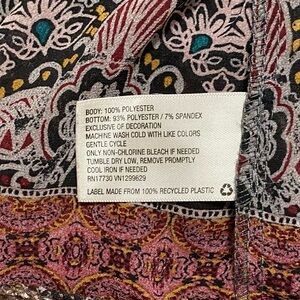 BODY: 100% POLYESTER
BOTTOM: 93% POLYESTER / 7% SPANDEX
EXCLUSIVE OF DECORATION
MACHINE WASH COLD WITH LIKE COLORS
GENTLE CYCLE
ONLY NON-CHLORINE BLEACH IF NEEDED
TUMBLE DRY LOW, REMOVE PROMPTLY
COOL IRON IF NEEDED
RN17730 VN1299629
LABEL MADE FROM 100% RECYCLED PLASTIC